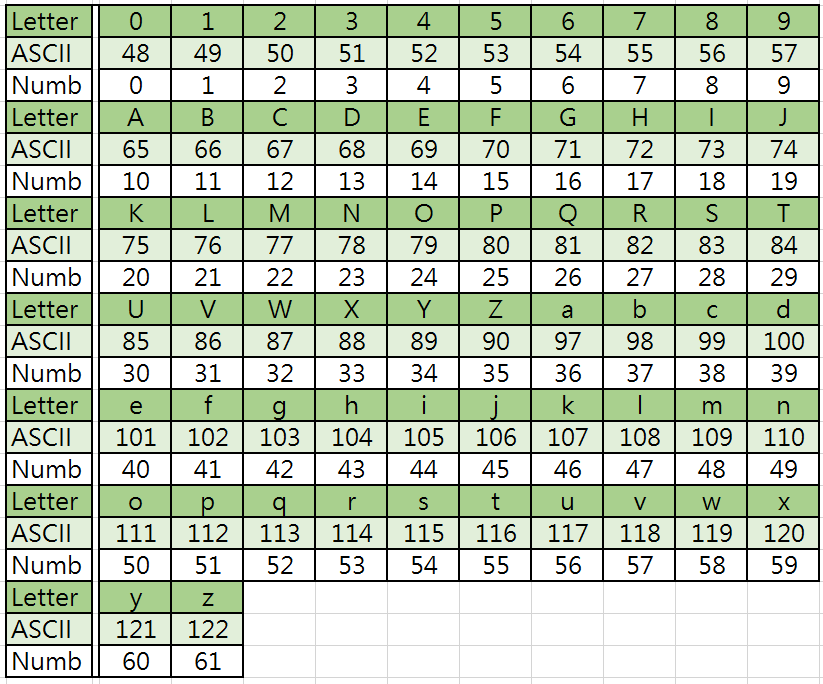 Letter 0 1 2 3 4 5 6 7 8 9
ASCII 48 49 50 51 52 53 54 55 56 57
Numb 0 1 2 3 4 5 6 7 8 9
Letter A B C D E F G H I J
ASCII 65 66 67 68 69 70 71 72 73 74
Numb 10 11 12 13 14 15 16 17 18 19
Letter K L M N O P Q R S T
ASCII 75 76 77 78 79 80 81 82 83 84
Numb 20 21 22 23 24 25 26 27 28 29
Letter U V W X Y Z a b c d
ASCII 85 86 87 88 89 90 97 98 99 100
Numb 30 31 32 33 34 35 36 37 38 39
Letter e f g h i j k l m n
ASCII 101 102 103 104 105 106 107 108 109 110
Numb 40 41 42 43 44 45 46 47 48 49
Letter o p q r s t u v w x
ASCII 111 112 113 114 115 116 117 118 119 120
Numb 50 51 52 53 54 55 56 57 58 59
Letter y z
ASCII 121 122
Numb 60 61